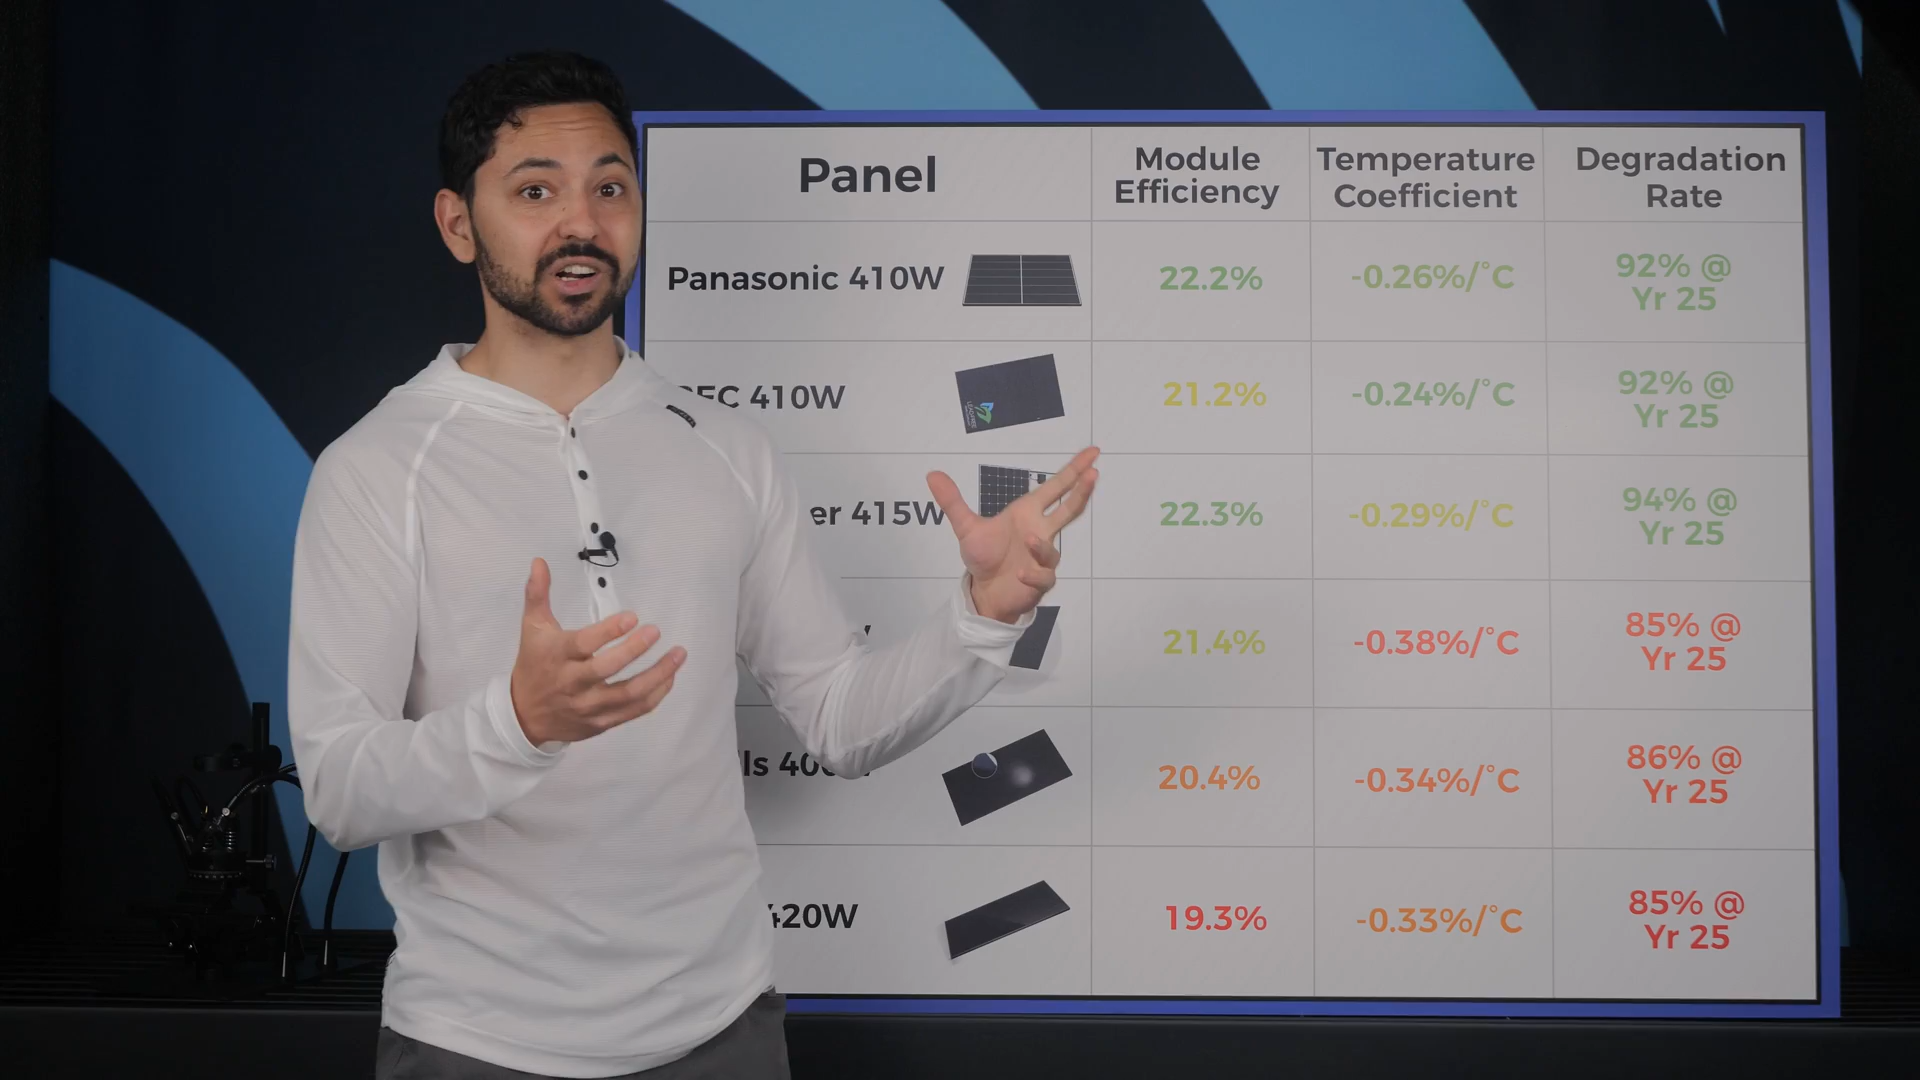 Panel
Module
Efficiency
Temperature
Coefficient
Degradation
Rate
Panasonic 410W
22.2%
-0.26%/°C
92% @
Yr 25
410W
21.2%
-0.24%/°C
92% @
Yr 25
er 415W
22.3%
-0.29%/°C
94% @
Yr 25
21.4%
-0.38%/°C
85% @
Yr 25
ls
20.4%
-0.34%/°C
86% @
Yr 25
420W
19.3%
-0.33%/°C
85% @
Yr 25